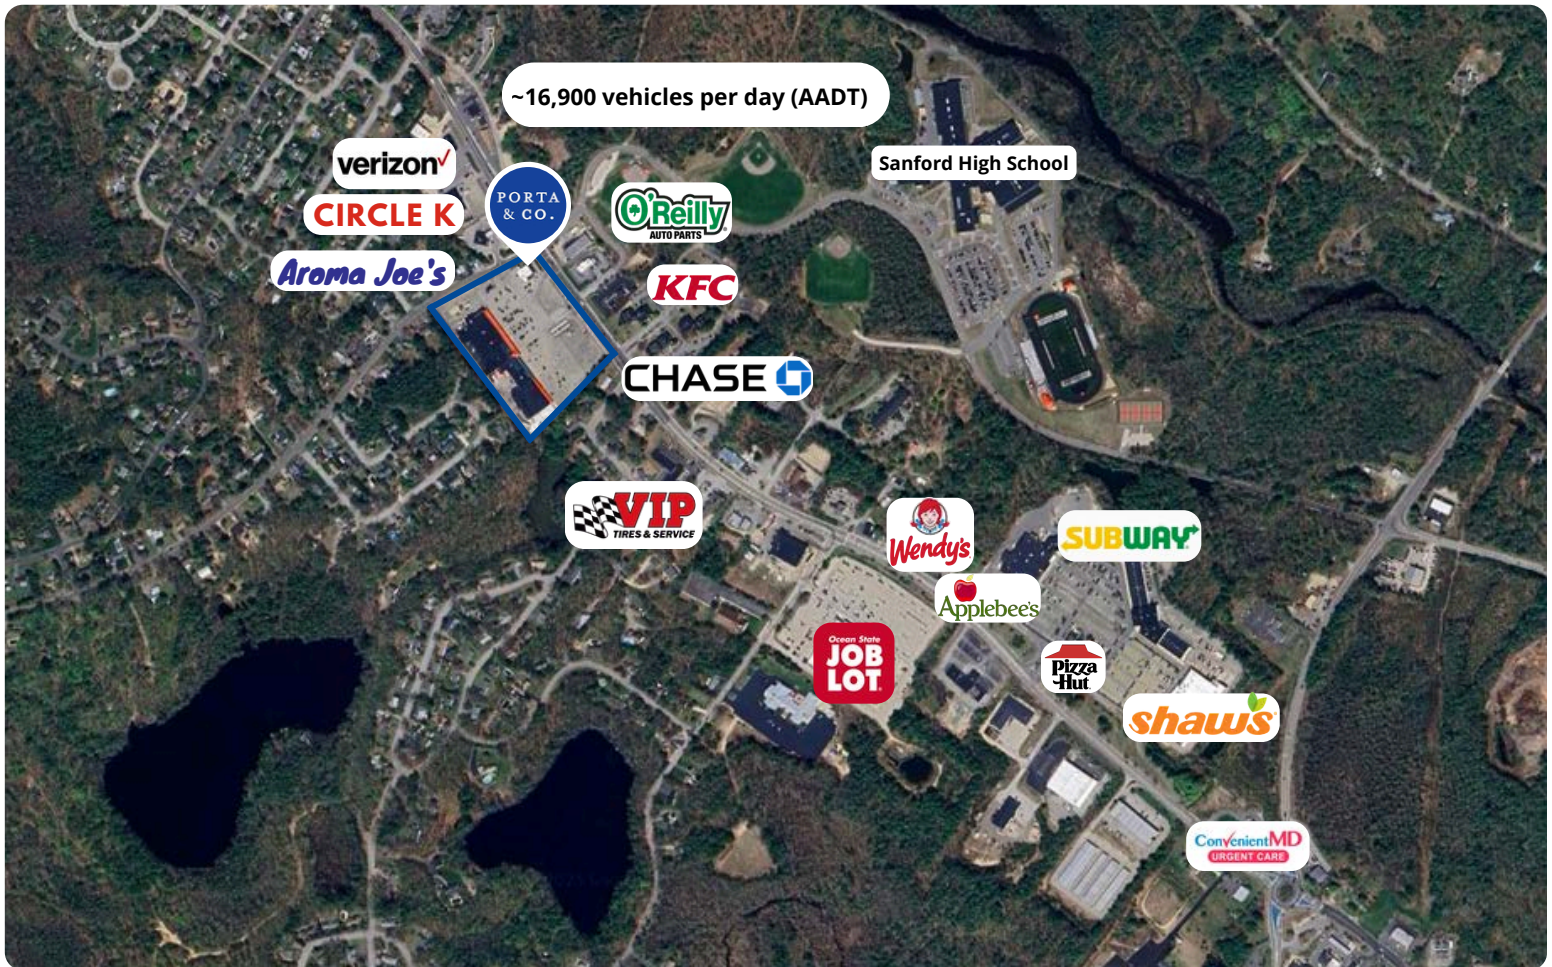 ~16,900 vehicles per day (AADT)
verizon
CIRCLE K
Aroma Joe's
PORTA
& CO.
O'Reilly
AUTO PARTS
KFC
Sanford High School
CHASE
VIP
TIRES & SERVICE
Wendy's
SUBWAY
Applebee's
Ocean State
JOB
LOT
Pizza
Hut
shaw's
ConvenientMD
URGENT CARE